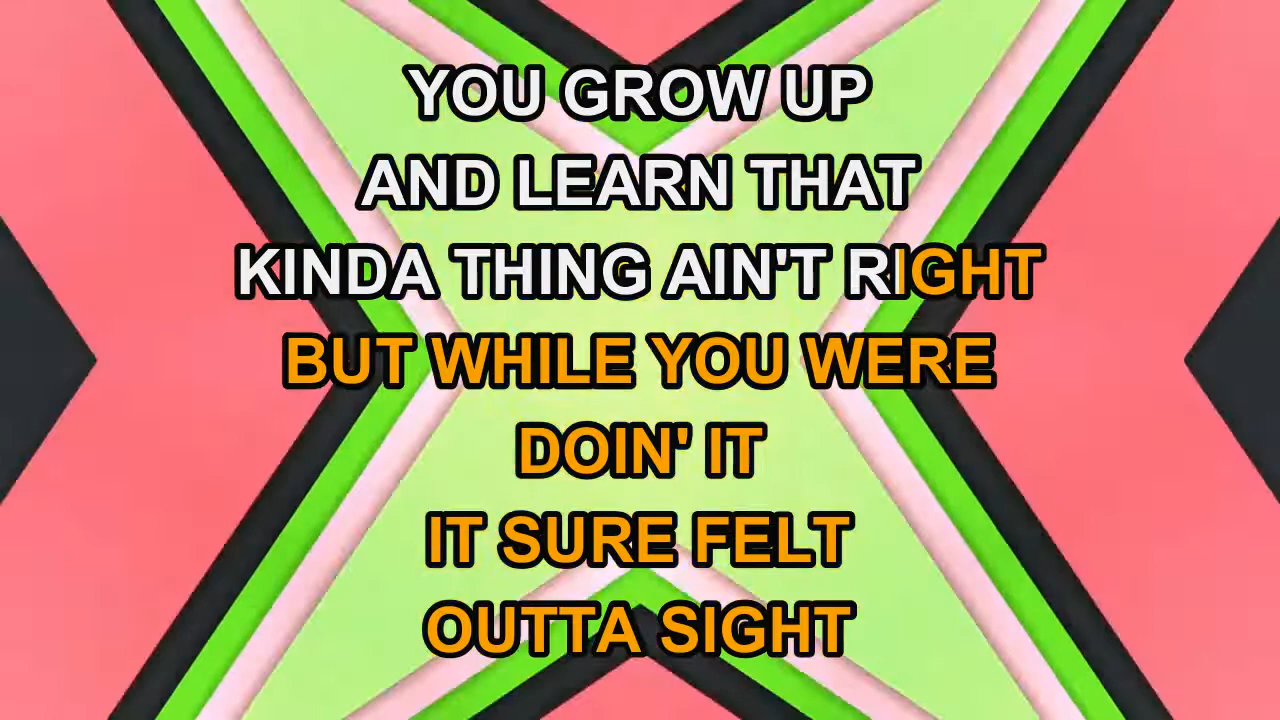 YOU GROW UP
AND LEARN THAT
KINDA THING AIN'T RIGHT
BUT WHILE YOU WERE
DOIN' IT
IT SURE FELT
OUTTA SIGHT